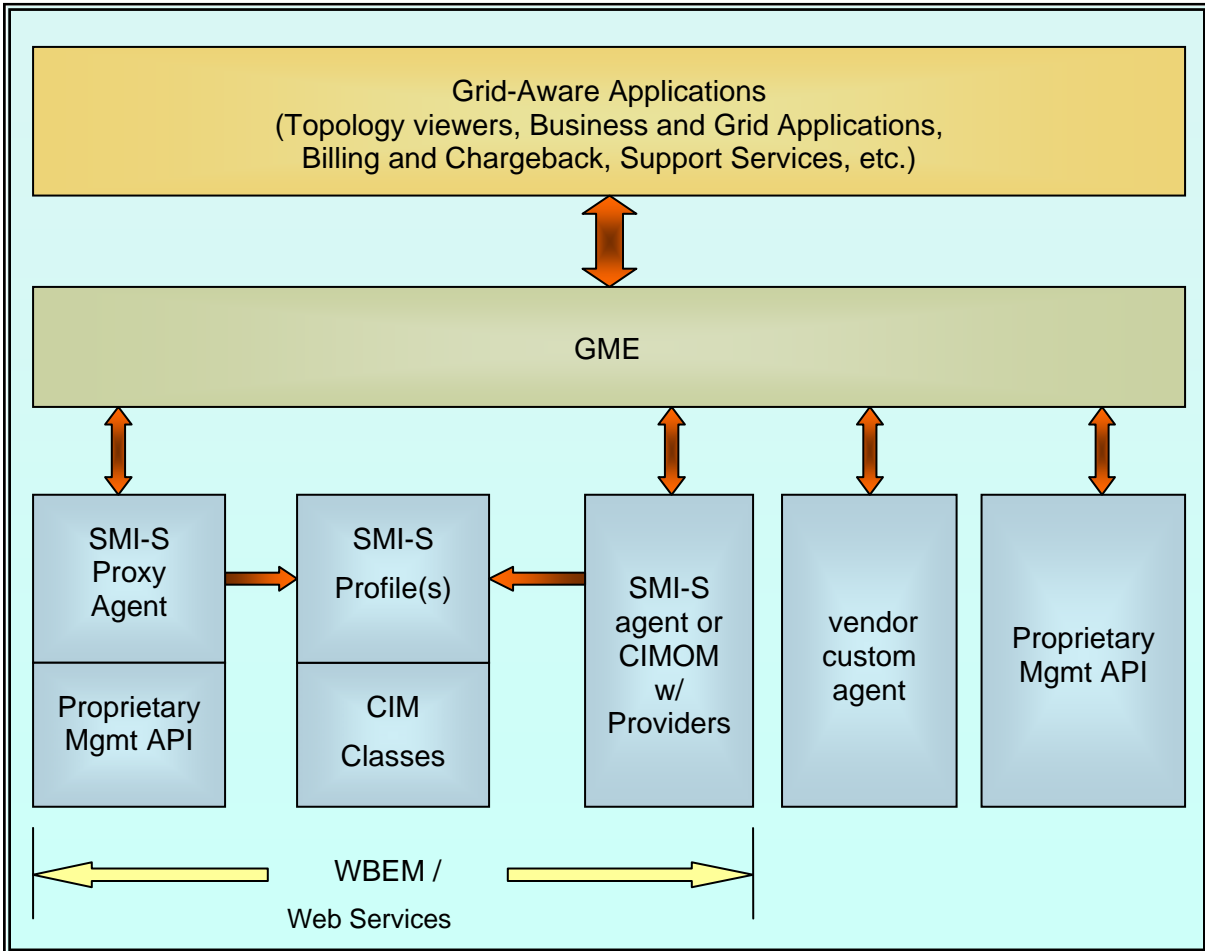 Grid-Aware Applications
(Topology viewers, Business and Grid Applications,
Billing and Chargeback, Support Services, etc.)
GME
SMI-S
Proxy
Agent
Proprietary
Mgmt API
SMI-S
Profile(s)
CIM
Classes
SMI-S
agent or
CIMOM
w/
Providers
vendor
custom
agent
Proprietary
Mgmt API
WBEM /
Web Services